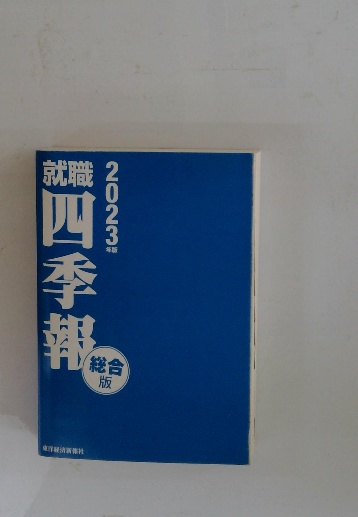 2023年版
就職
四季報
総合
版
東洋経済新報社